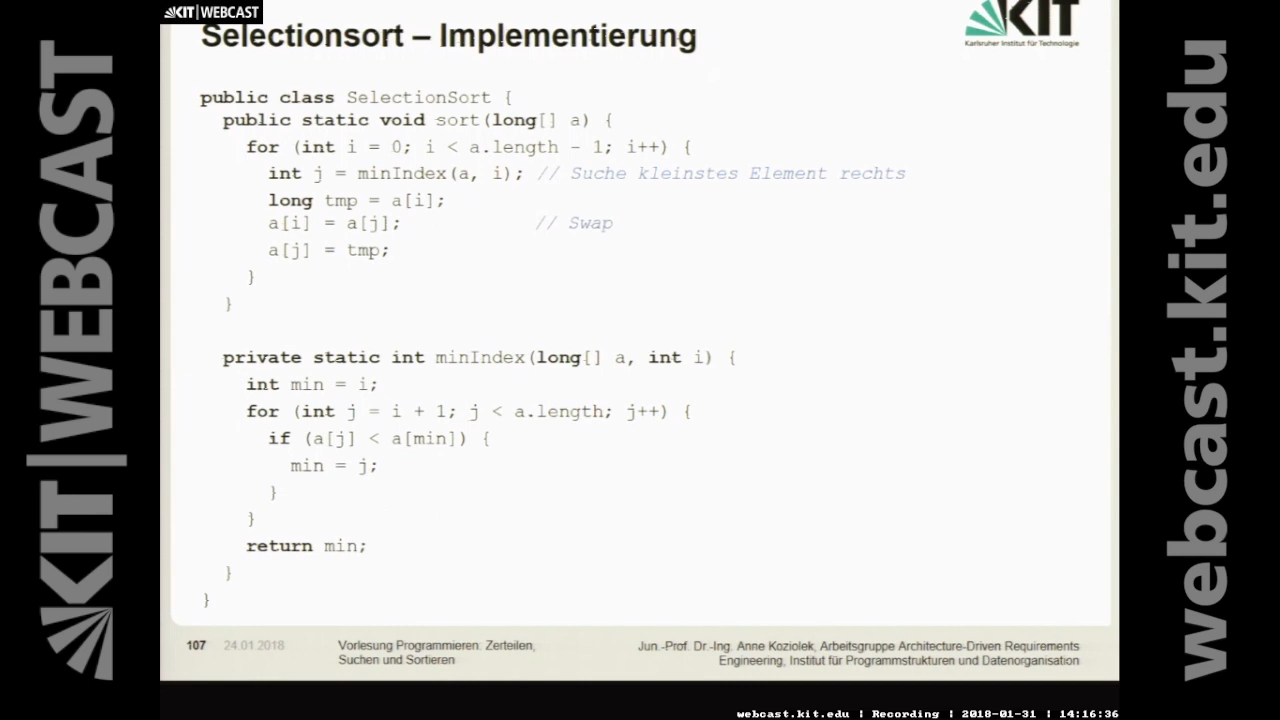 KIT|WEBCAST
KIT|WEBCAST
webcast.kit.edu
Selectionsort – Implementierung
KIT
Karlsruher Institut für Technologie
public class SelectionSort {
public static void sort(long[] a) {
for (int i = 0; i < a.length - 1; i++) {
int j = minIndex(a, i); // Suche kleinstes Element rechts
long tmp = a[i];
a[i] = a[j]; // Swap
a[j] = tmp;
}
}
private static int minIndex(long[] a, int i) {
int min = i;
for (int j = i + 1; j < a.length; j++) {
if (a[j] < a[min]) {
min = j;
}
}
return min;
}
}
107 24.01.2018
Vorlesung Programmieren: Zerteilen,
Suchen und Sortieren
Jun.-Prof. Dr.-Ing. Anne Koziolek, Arbeitsgruppe Architecture-Driven Requirements
Engineering, Institut für Programmstrukturen und Datenorganisation
webcast.kit.edu | Recording | 2018-01-31 | 14:16:36